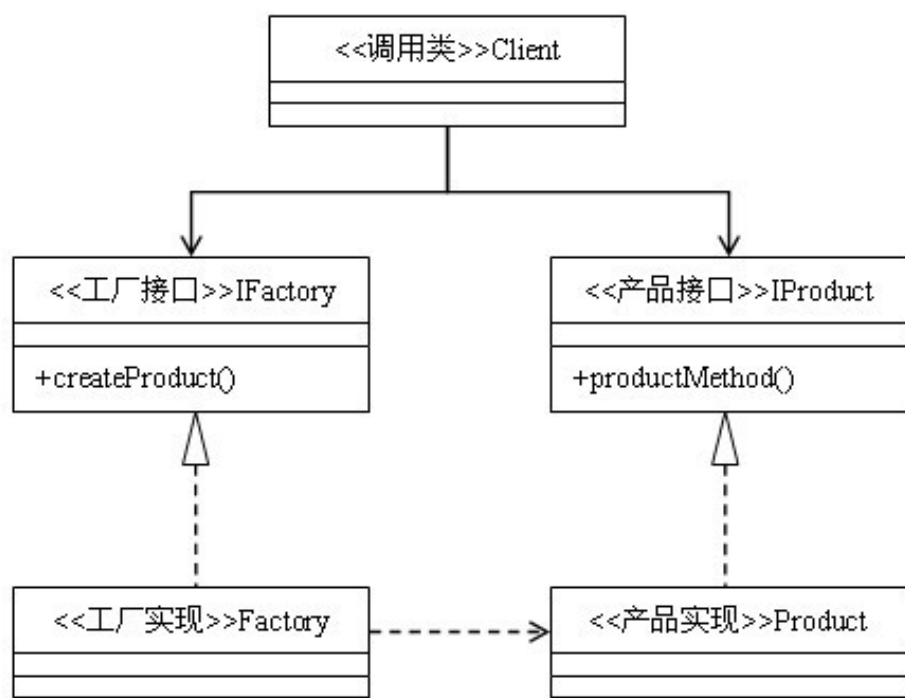 <<调用类>>Client
<<工厂接口>>IFactory
+createProduct()
<<产品接口>>IProduct
+productMethod()
<<工厂实现>>Factory
<<产品实现>>Product